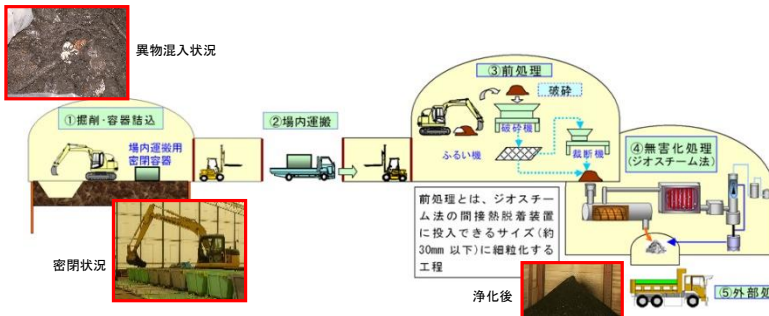 異物混入状況
①掘削・容器詰込
場内運搬用
密閉容器
②場内運搬
③前処理
破砕
破砕機
ふるい機
裁断機
④無害化処理
(ジオスチーム法)
前処理とは、ジオスチー
ム法の間接熱脱着装置
に投入できるサイズ(約
30mm 以下)に細粒化する
工程
密閉状況
浄化後
⑤外部処